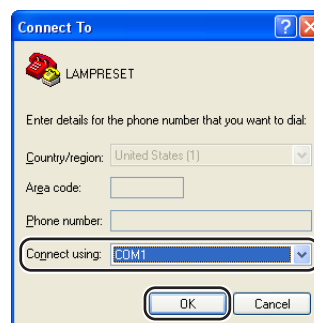 Connect To
LAMPRESET
Enter details for the phone number that you want to dial:
Country/region: United States (1)
Area code:
Phone number:
Connect using: COM1
OK Cancel